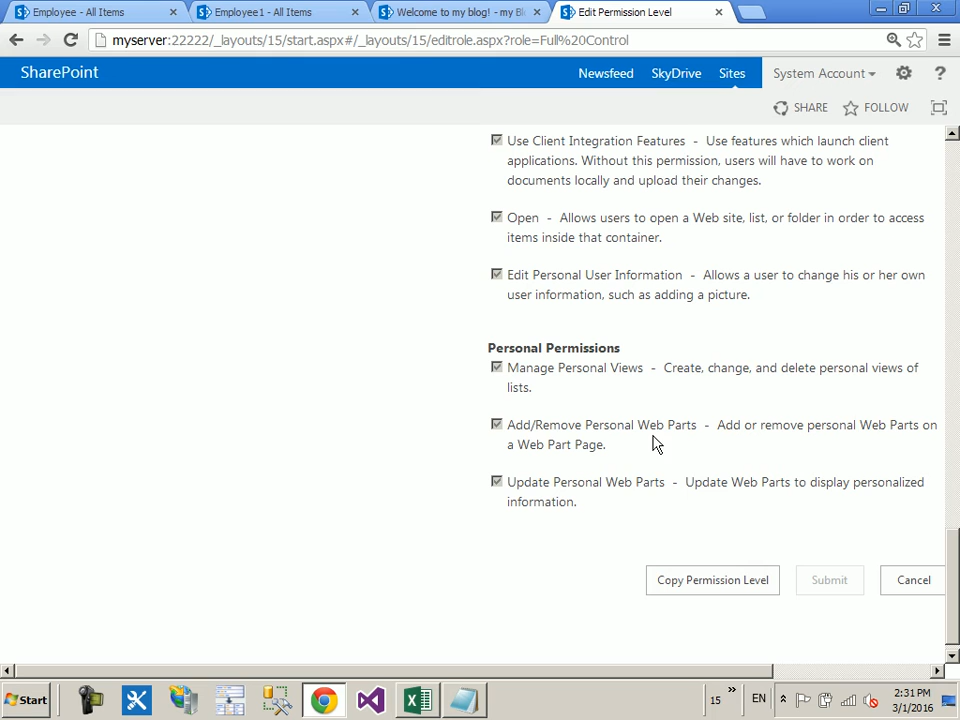 Employee - All Items
Employee1 - All Items
Welcome to my blog! - my Bl
Edit Permission Level
myserver:22222/_layouts/15/start.aspx#/_layouts/15/editrole.aspx?role=Full%20Control
SharePoint
Newsfeed SkyDrive Sites
System Account
?
SHARE FOLLOW
Use Client Integration Features - Use features which launch client
applications. Without this permission, users will have to work on
documents locally and upload their changes.
Open - Allows users to open a Web site, list, or folder in order to access
items inside that container.
Edit Personal User Information - Allows a user to change his or her own
user information, such as adding a picture.
Personal Permissions
Manage Personal Views - Create, change, and delete personal views of
lists.
Add/Remove Personal Web Parts - Add or remove personal Web Parts on
a Web Part Page.
Update Personal Web Parts - Update Web Parts to display personalized
information.
Copy Permission Level
Submit
Cancel
Start
15
EN
2:31 PM
3/1/2016